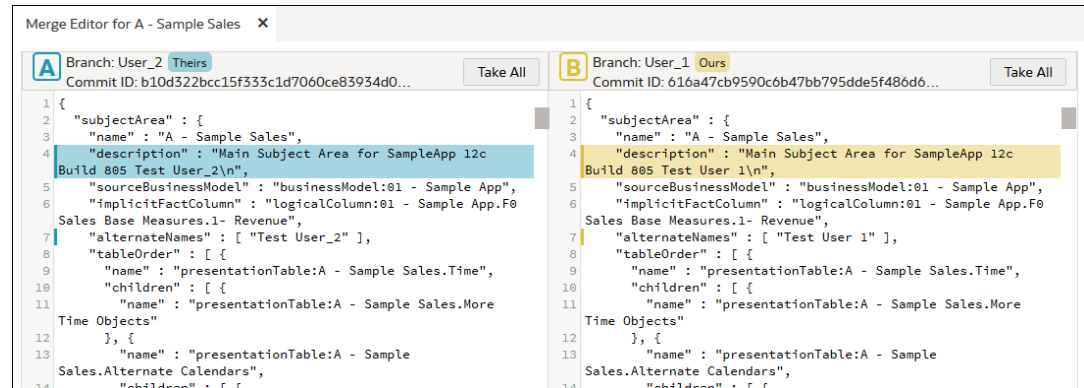 Merge Editor for A - Sample Sales ✕
A Branch: User_2 Theirs
Commit ID: b10d322bcc15f333c1d7060ce83934d0...
Take All
1 {
2 "subjectArea" : {
3 "name" : "A - Sample Sales",
4 "description" : "Main Subject Area for SampleApp 12c
Build 805 Test User_2\n",
5 "sourceBusinessModel" : "businessModel:01 - Sample App",
6 "implicitFactColumn" : "logicalColumn:01 - Sample App.F0
Sales Base Measures.1- Revenue",
7 "alternateNames" : [ "Test User_2" ],
8 "tableOrder" : [ {
9 "name" : "presentationTable:A - Sample Sales.Time",
10 "children" : [ {
11 "name" : "presentationTable:A - Sample Sales.More
Time Objects"
12 }, {
13 "name" : "presentationTable:A - Sample
Sales.Alternate Calendars",
14 "children" : [ {
B Branch: User_1 Ours
Commit ID: 616a47cb9590c6b47bb795dde5f486d6...
Take All
1 {
2 "subjectArea" : {
3 "name" : "A - Sample Sales",
4 "description" : "Main Subject Area for SampleApp 12c
Build 805 Test User 1\n",
5 "sourceBusinessModel" : "businessModel:01 - Sample App",
6 "implicitFactColumn" : "logicalColumn:01 - Sample App.F0
Sales Base Measures.1- Revenue",
7 "alternateNames" : [ "Test User 1" ],
8 "tableOrder" : [ {
9 "name" : "presentationTable:A - Sample Sales.Time",
10 "children" : [ {
11 "name" : "presentationTable:A - Sample Sales.More
Time Objects"
12 }, {
13 "name" : "presentationTable:A - Sample
Sales.Alternate Calendars",
14 "children" : [ {